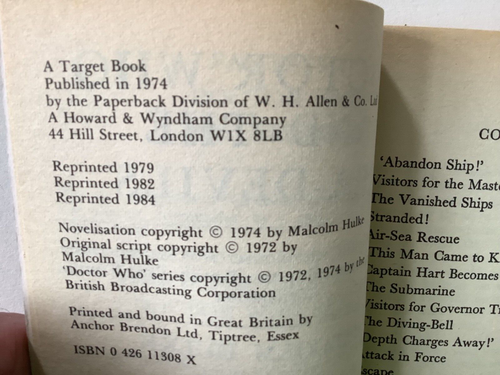 A Target Book
Published in 1974
by the Paperback Division of W. H. Allen & Co. Ltd
A Howard & Wyndham Company
44 Hill Street, London W1X 8LB
Reprinted 1979
Reprinted 1982
Reprinted 1984
Novelisation copyright © 1974 by Malcolm Hulke
Original script copyright © 1972 by
Malcolm Hulke
'Doctor Who' series copyright © 1972, 1974 by the
British Broadcasting Corporation
Printed and bound in Great Britain by
Anchor Brendon Ltd, Tiptree, Essex
ISBN 0 426 11308 X
CO
'Abandon Ship!'
Visitors for the Maste
The Vanished Ships
Stranded!
Air-Sea Rescue
'This Man Came to K
Captain Hart Becomes
The Submarine
Visitors for Governor T
The Diving-Bell
'Depth Charges Away!'
Attack in Force
Escape